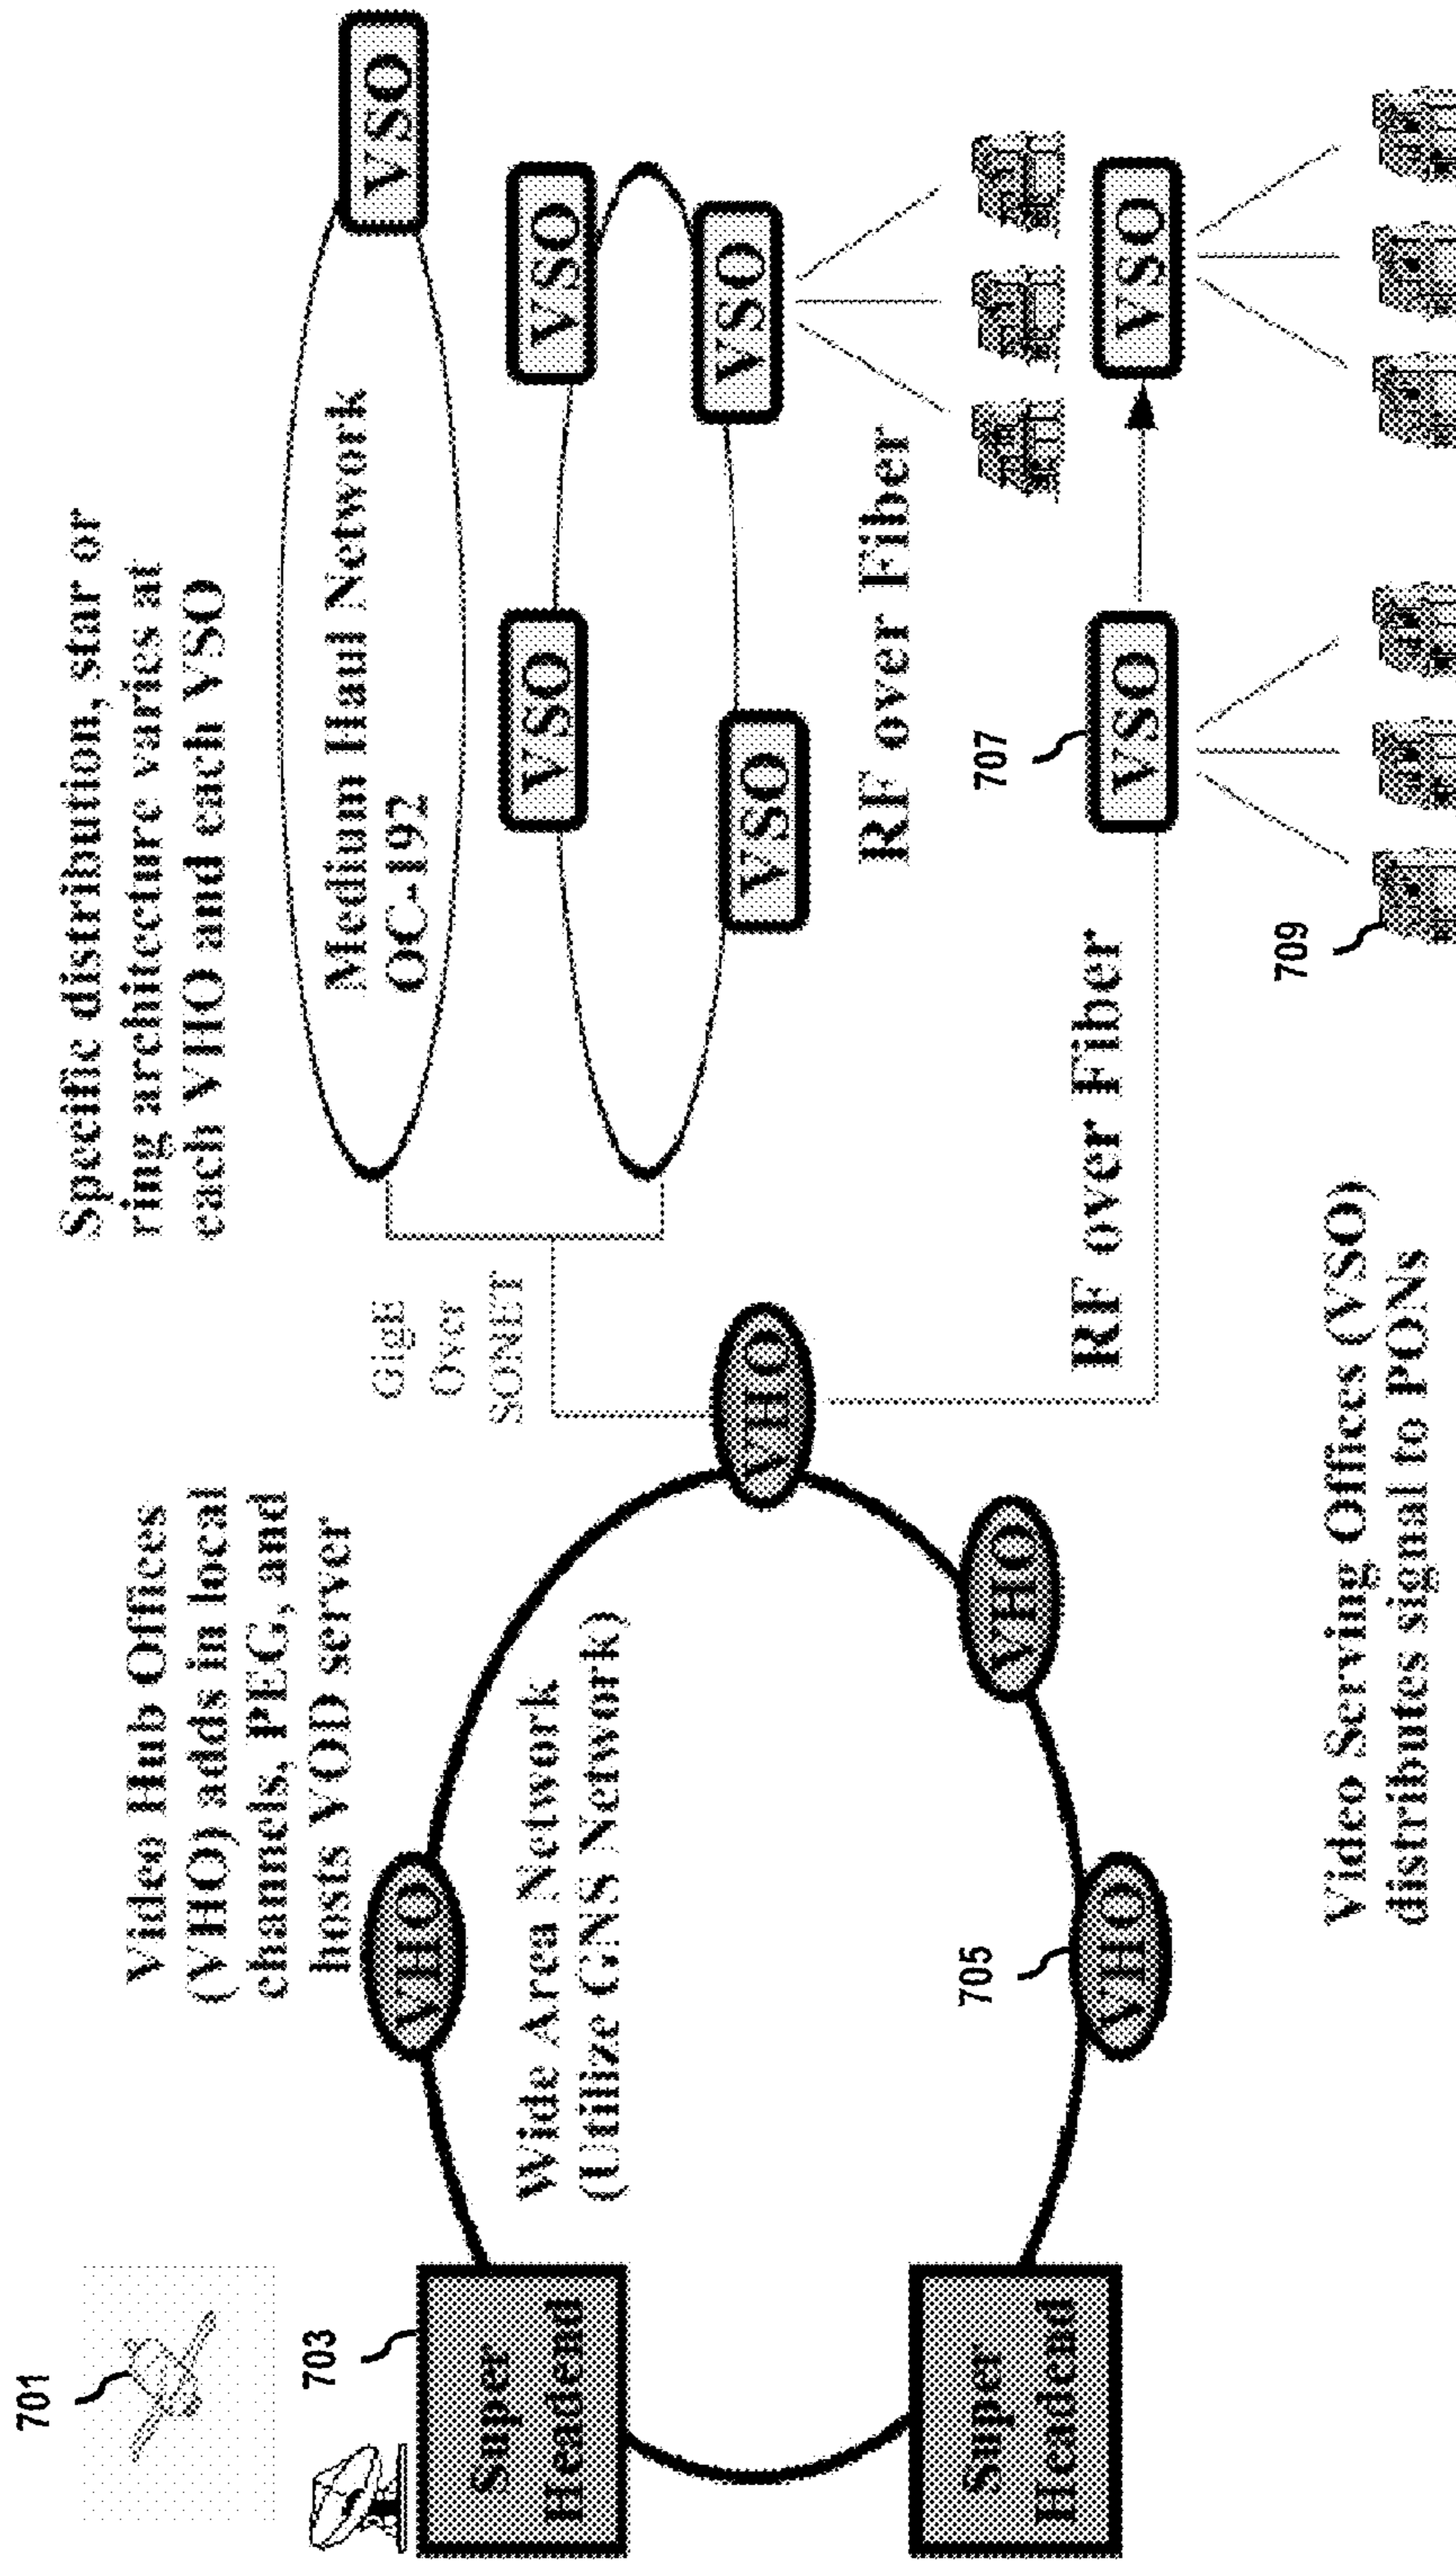 701
703
Super
Headend
Super
Headend
Video Hub Offices
(VHO) adds in local
channels, PEG, and
hosts VOD server
VHO
Wide Area Network
(Utilize GNS Network)
705
VHO
VHO
VHO
GigE
Over
SONET
Specific distribution, star or
ring architecture varies at
each VHO and each VSO
Medium Haul Network
OC-192
VSO
VSO
VSO
VSO
VSO
RF over Fiber
RF over Fiber
707
VSO
VSO
709
Video Serving Offices (VSO)
distributes signal to PONs